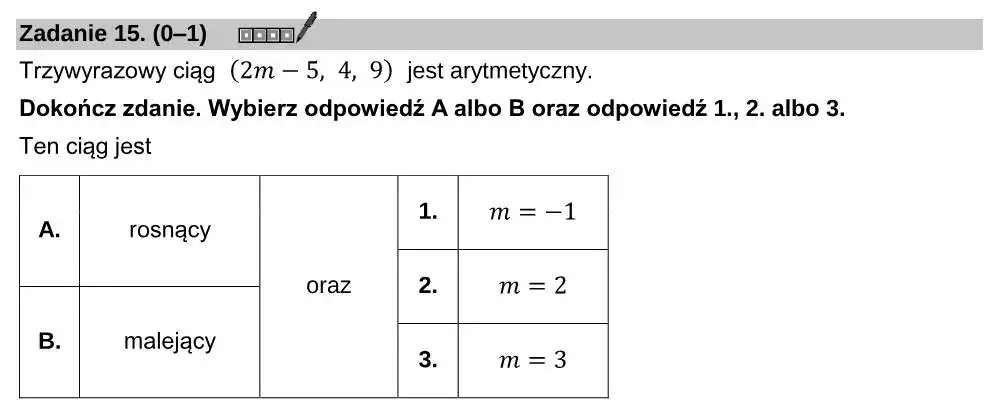 Zadanie 15. (0–1)
Trzywyrazowy ciąg (2m − 5, 4, 9) jest arytmetyczny.
Dokończ zdanie. Wybierz odpowiedź A albo B oraz odpowiedź 1., 2. albo 3.
Ten ciąg jest
A. rosnący
B. malejący
oraz
1. m = −1
2. m = 2
3. m = 3